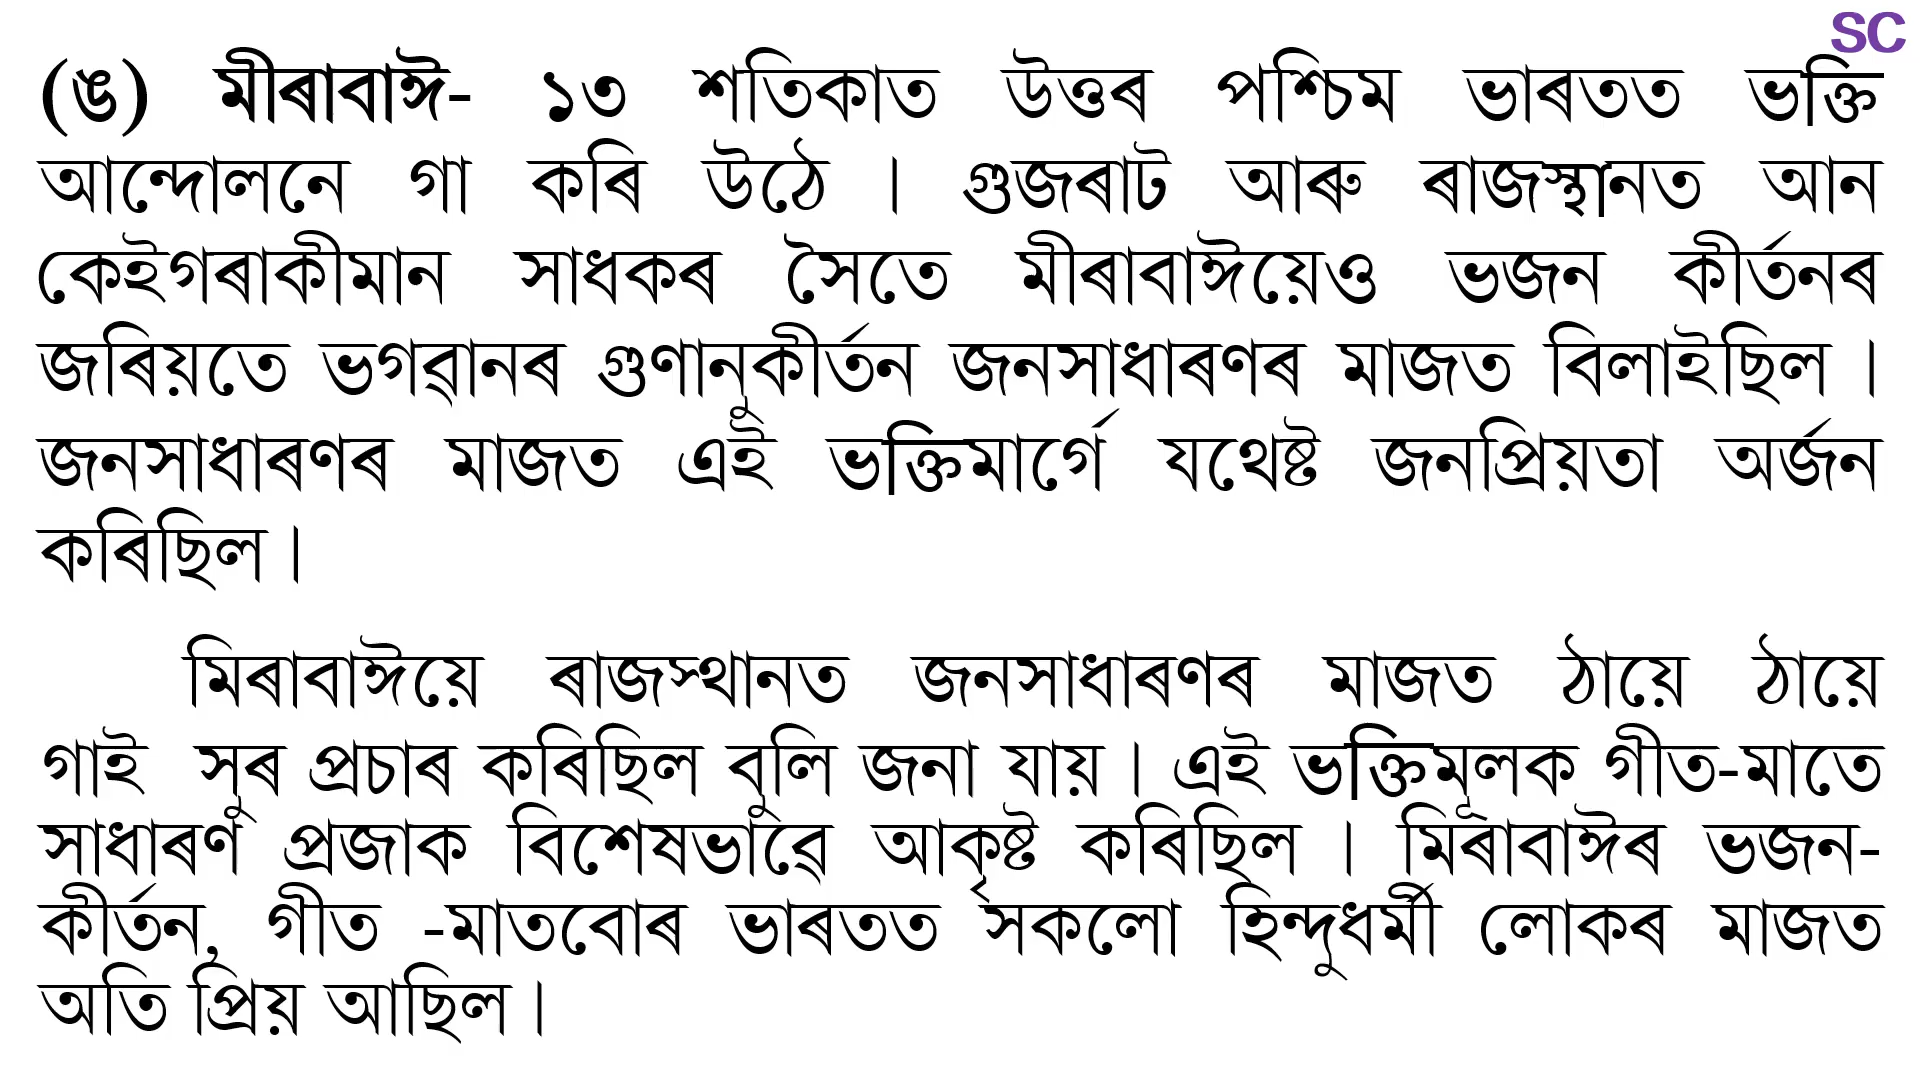 SC
(ঙ) মীৰাবাঈ- ১৩ শতিকাত উত্তৰ পশ্চিম ভাৰতত ভক্তি
আন্দোলনে গা কৰি উঠে । গুজৰাট আৰু ৰাজস্থানত আন
কেইগৰাকীমান সাধকৰ সৈতে মীৰাবাঈয়েও ভজন কীৰ্তনৰ
জৰিয়তে ভগৱানৰ গুণানুকীৰ্তন জনসাধাৰণৰ মাজত বিলাইছিল ।
জনসাধাৰণৰ মাজত এই ভক্তিমাৰ্গে যথেষ্ট জনপ্ৰিয়তা অৰ্জন
কৰিছিল ।
মিৰাবাঈয়ে ৰাজস্থানত জনসাধাৰণৰ মাজত ঠায়ে ঠায়ে
গাই সুৰ প্ৰচাৰ কৰিছিল বুলি জনা যায় । এই ভক্তিমূলক গীত-মাতে
সাধাৰণ প্ৰজাক বিশেষভাৱে আকৃষ্ট কৰিছিল । মিৰাবাঈৰ ভজন-
কীৰ্তন, গীত -মাতবোৰ ভাৰতত সকলো হিন্দুধৰ্মী লোকৰ মাজত
অতি প্ৰিয় আছিল ।